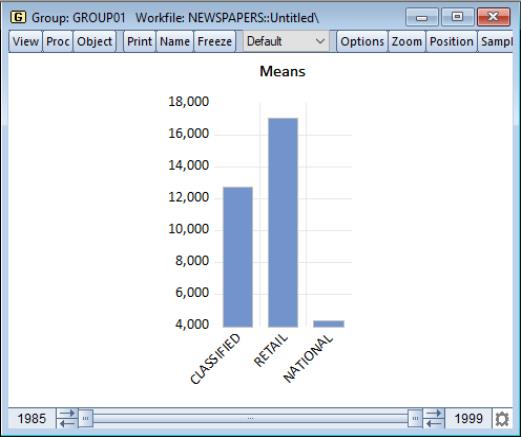 G Group: GROUP01 Workfile: NEWSPAPERS::Untitled\
View Proc Object Print Name Freeze Default Options Zoom Position Sampl
Means
18,000
16,000
14,000
12,000
10,000
8,000
6,000
4,000
CLASSIFIED RETAIL NATIONAL
1985 1999